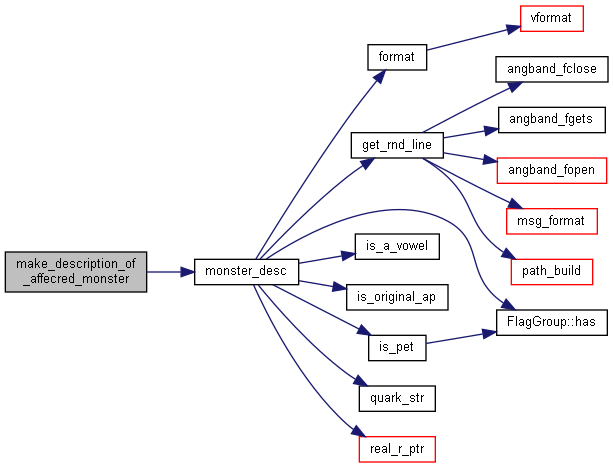 make_description_of
_affecred_monster
monster_desc
format
get_rnd_line
is_a_vowel
is_original_ap
is_pet
quark_str
real_r_ptr
vformat
angband_fclose
angband_fgets
angband_fopen
msg_format
path_build
FlagGroup::has